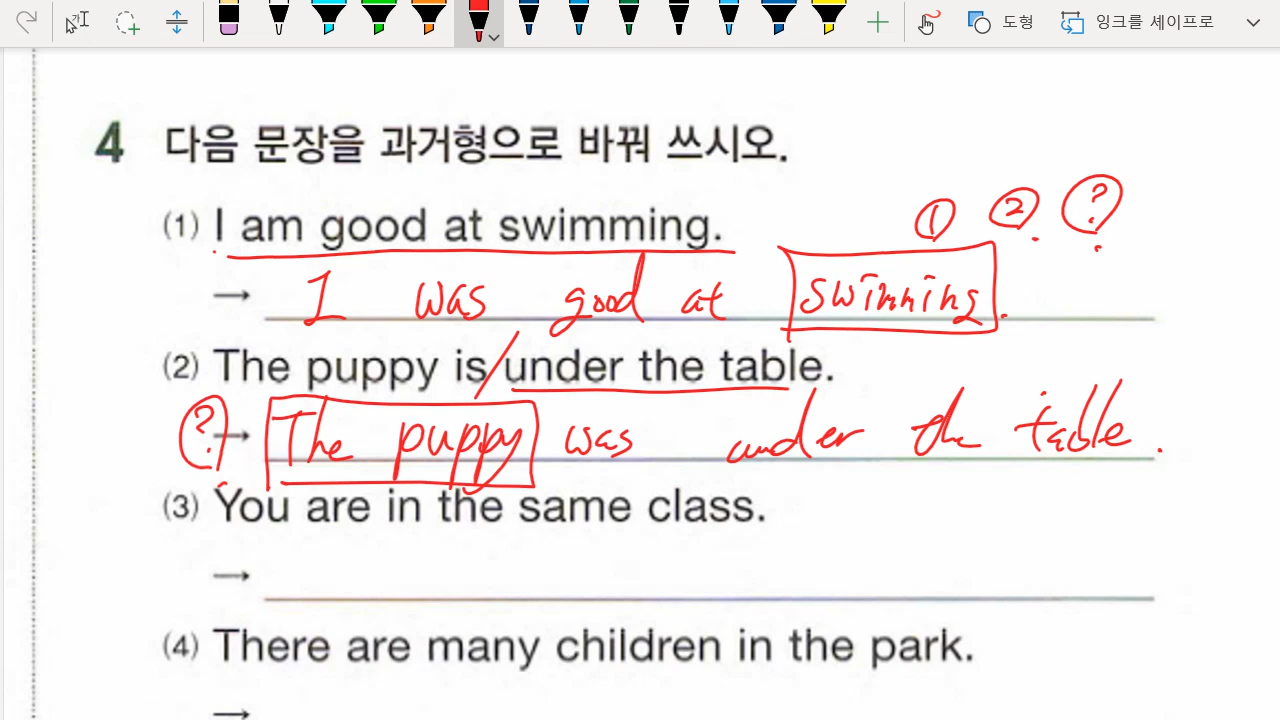 도형 잉크를 셰이프로
4 다음 문장을 과거형으로 바꿔 쓰시오.
(1) I am good at swimming.
① ② ?
→ I was good at swimming.
(2) The puppy is/under the table.
? → The puppy was under the table.
(3) You are in the same class.
→
(4) There are many children in the park.
→